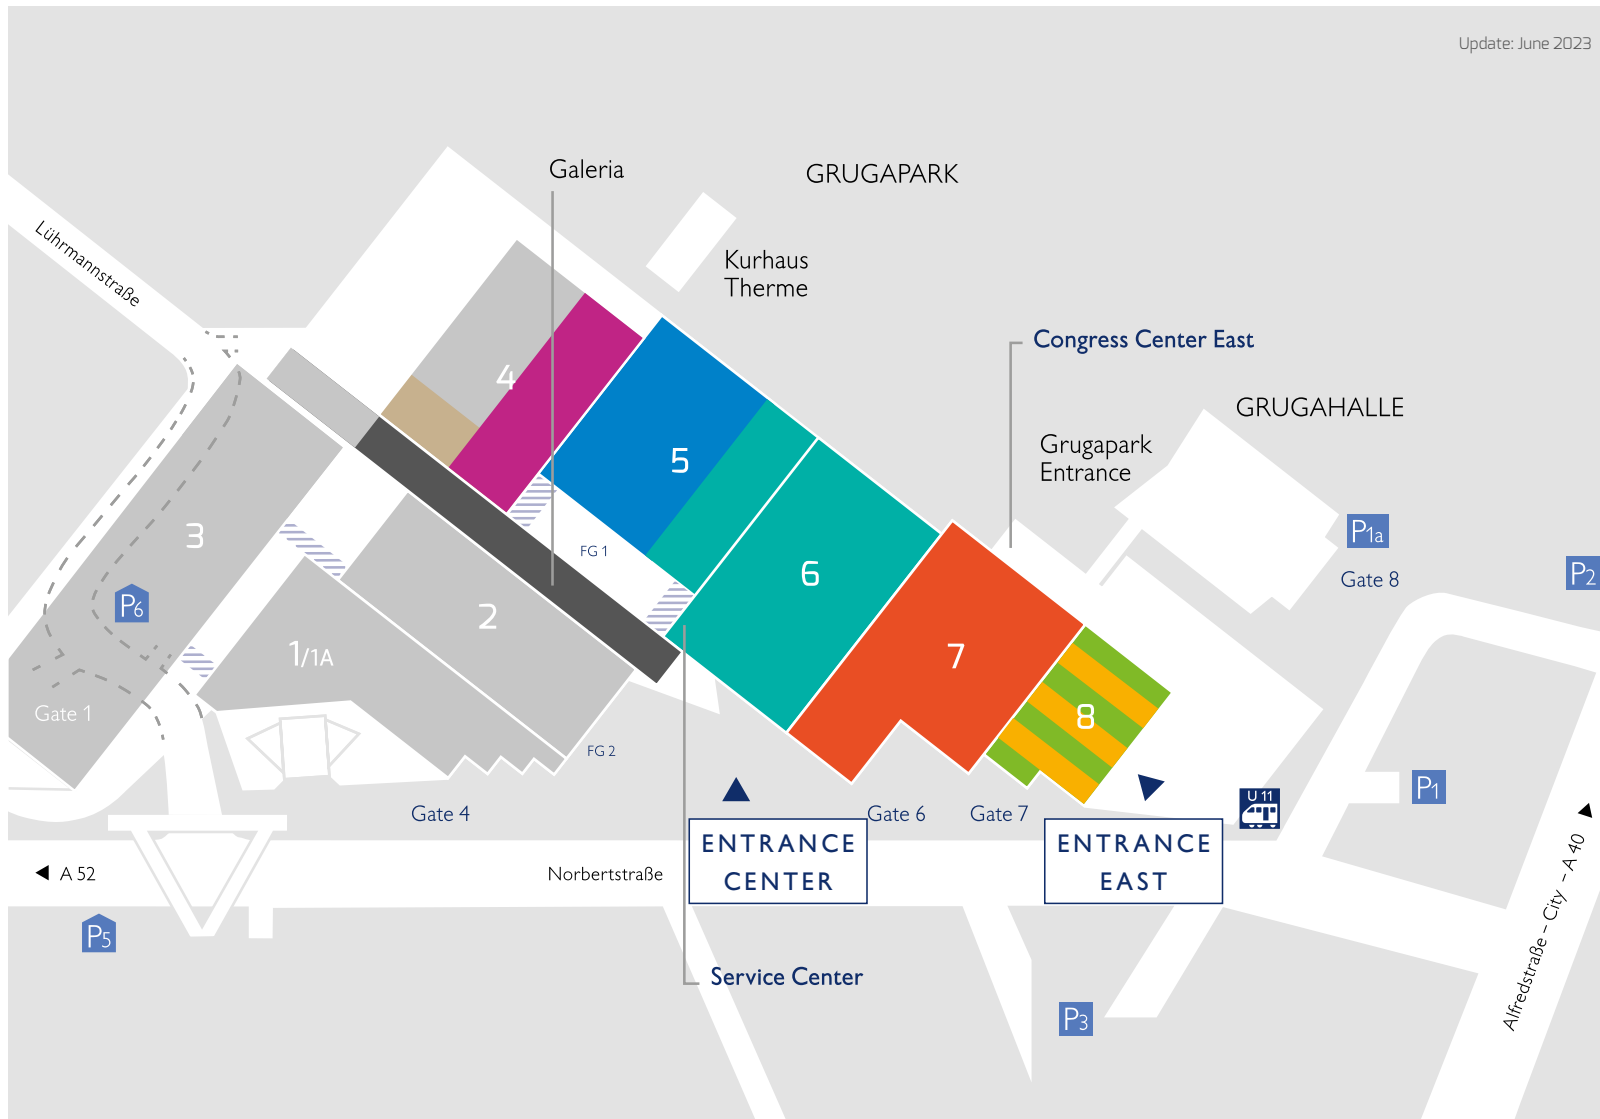 Update: June 2023
Galeria
GRUGAPARK
Kurhaus
Therme
Lührmannstraße
Congress Center East
GRUGAHALLE
Grugapark
Entrance
4
5
3
6
2
7
8
1/1A
FG 1
P1a
Gate 8
P2
P6
Gate 1
FG 2
Gate 4
Gate 6
Gate 7
U 11
P1
ENTRANCE
CENTER
ENTRANCE
EAST
A 52
Norbertstraße
Alfredstraße – City – A 40
P5
Service Center
P3